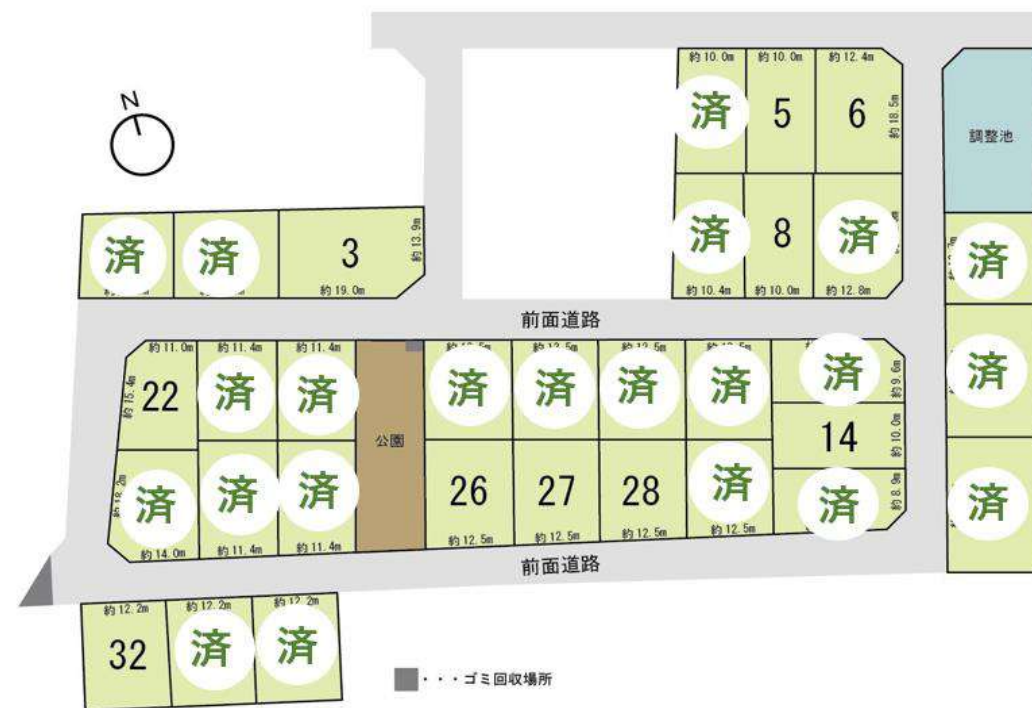 N
約10.0m 約10.0m 約12.4m
済 5 6 約18.5m
調整池
済 済 3 約13.9m
約19.0m
済 8 済
約10.4m 約10.0m 約12.8m
済
前面道路
約11.0m 約11.4m 約11.4m
22 約15.4m 済 済
公園
済 済 済 済
済 約9.6m
14 約10.0m
済 約8.9m
済
済 済 済
約14.0m 約11.4m 約11.4m
26 27 28 済
約12.5m 約12.5m 約12.5m 約12.5m
済
前面道路
約12.2m 約12.2m 約12.2m
32 済 済
・・・ゴミ回収場所